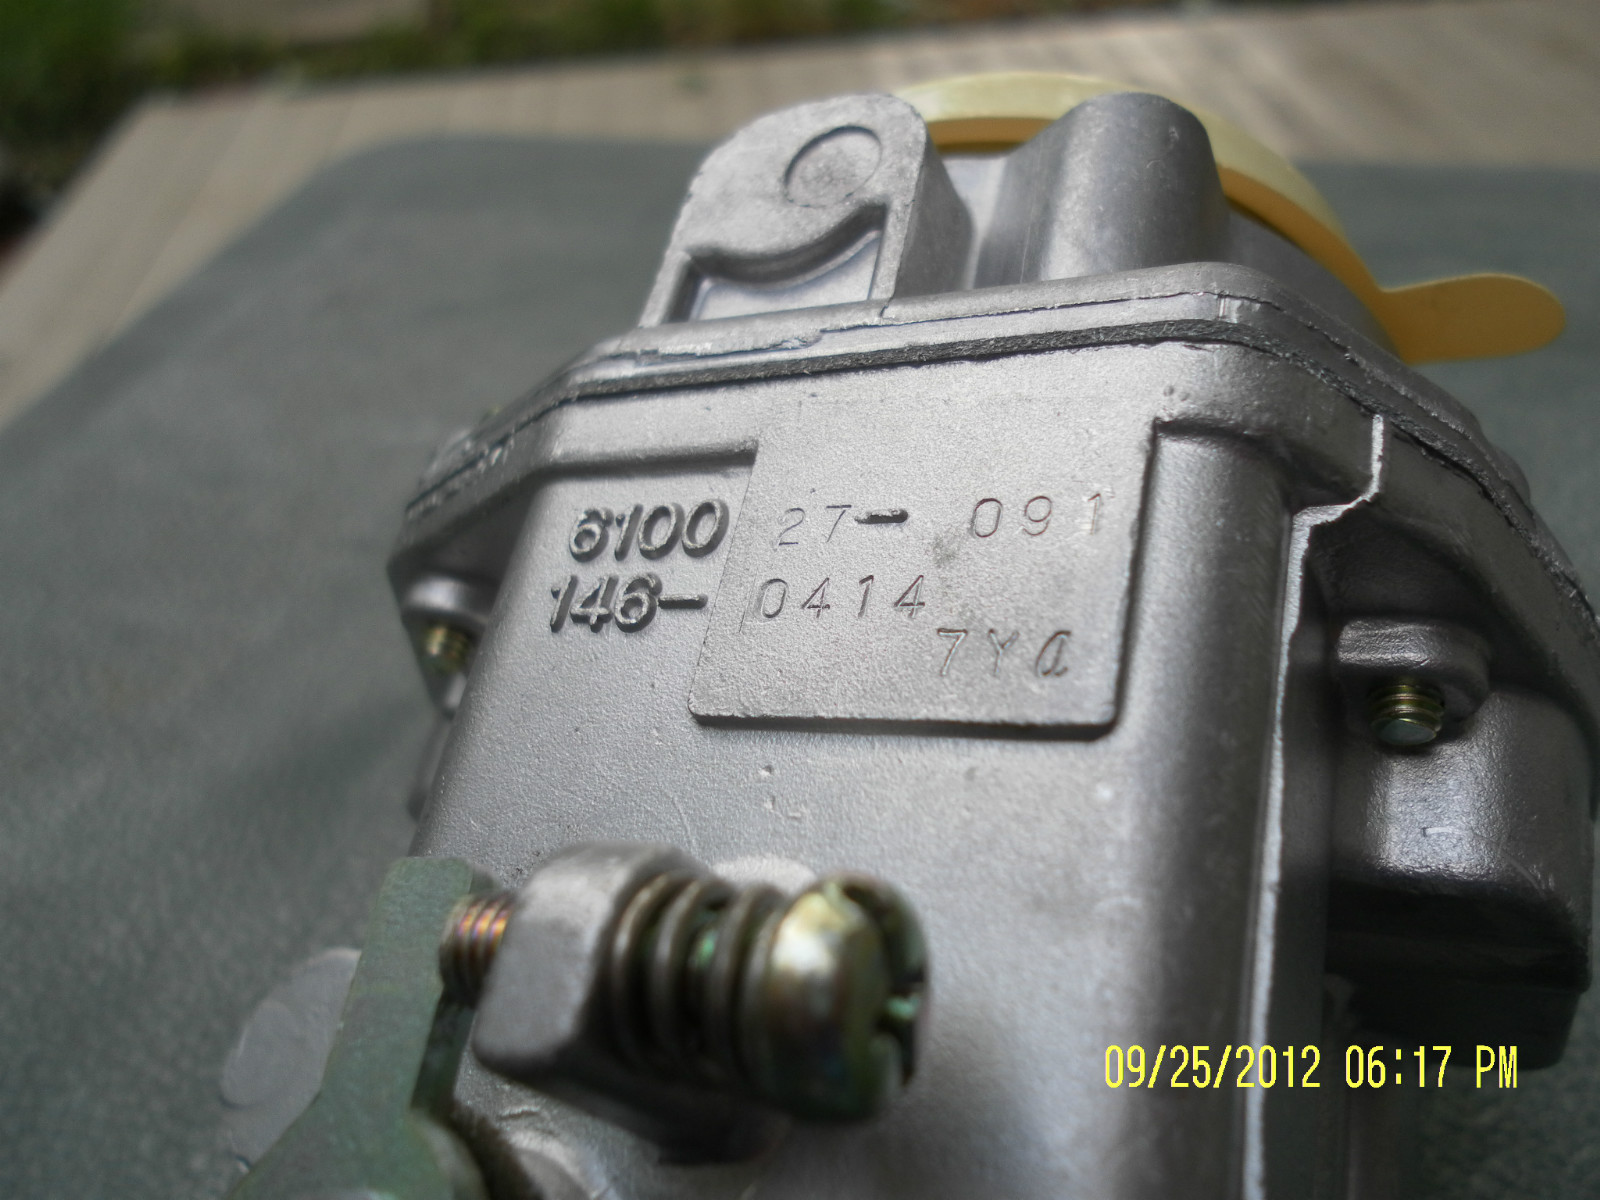 6100 27- 091
146- 0414
7Ya
09/25/2012 06:17 PM